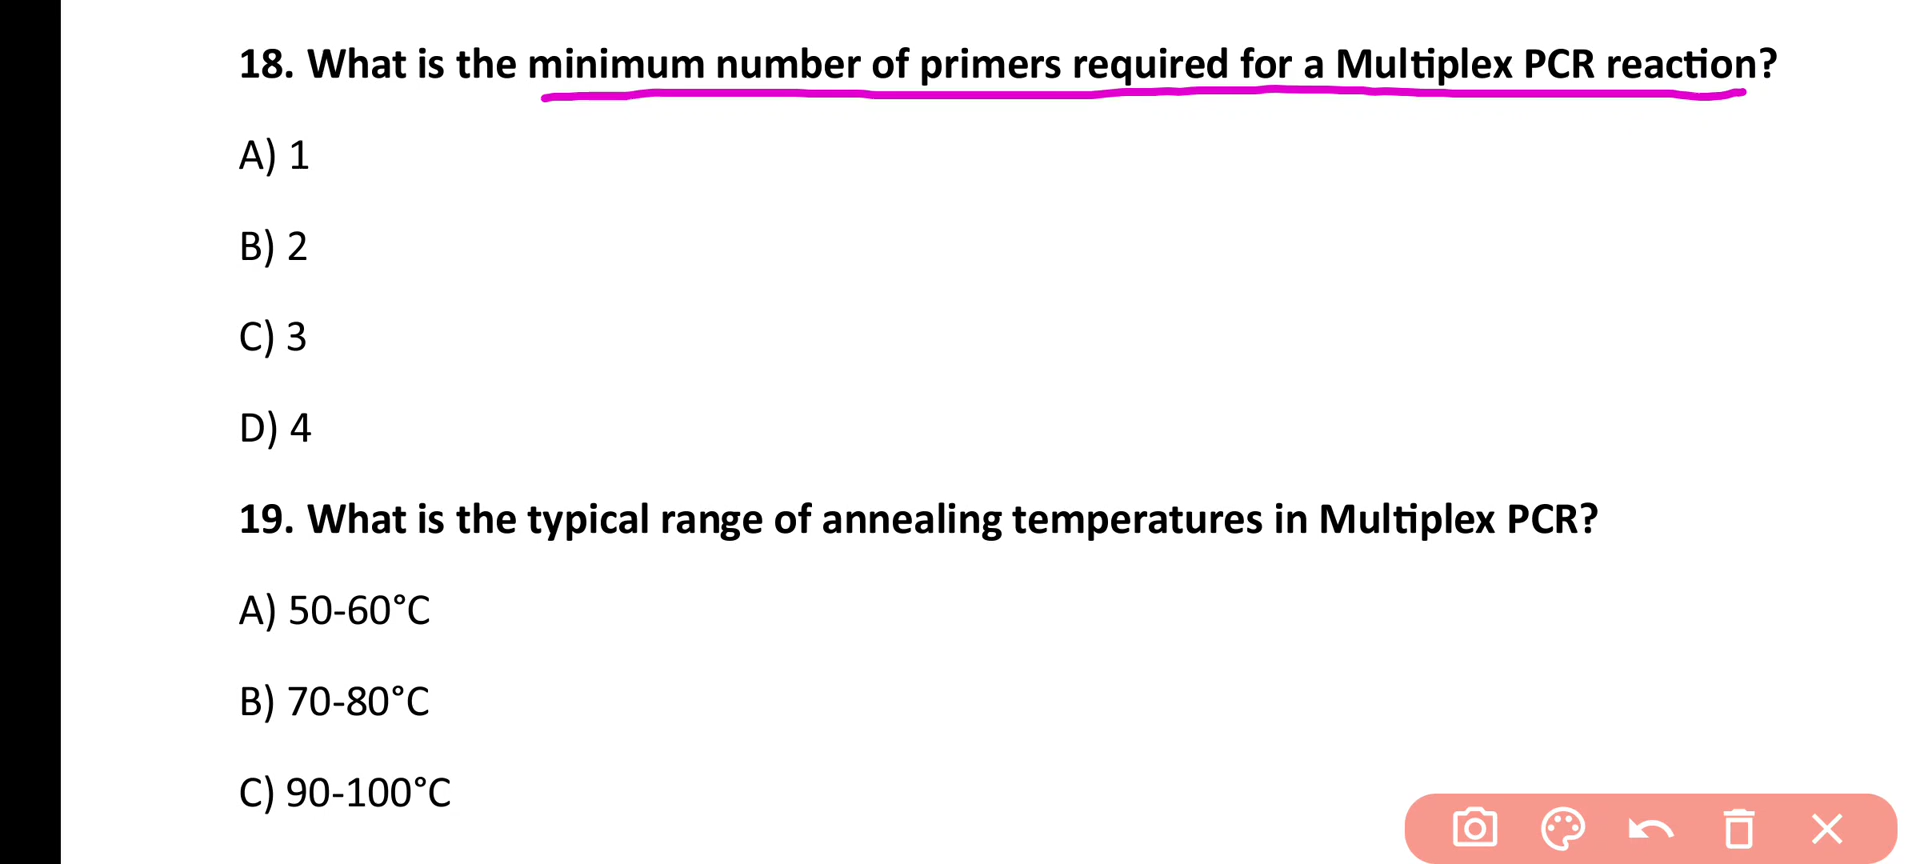 18. What is the minimum number of primers required for a Multiplex PCR reaction?
A) 1
B) 2
C) 3
D) 4
19. What is the typical range of annealing temperatures in Multiplex PCR?
A) 50-60°C
B) 70-80°C
C) 90-100°C